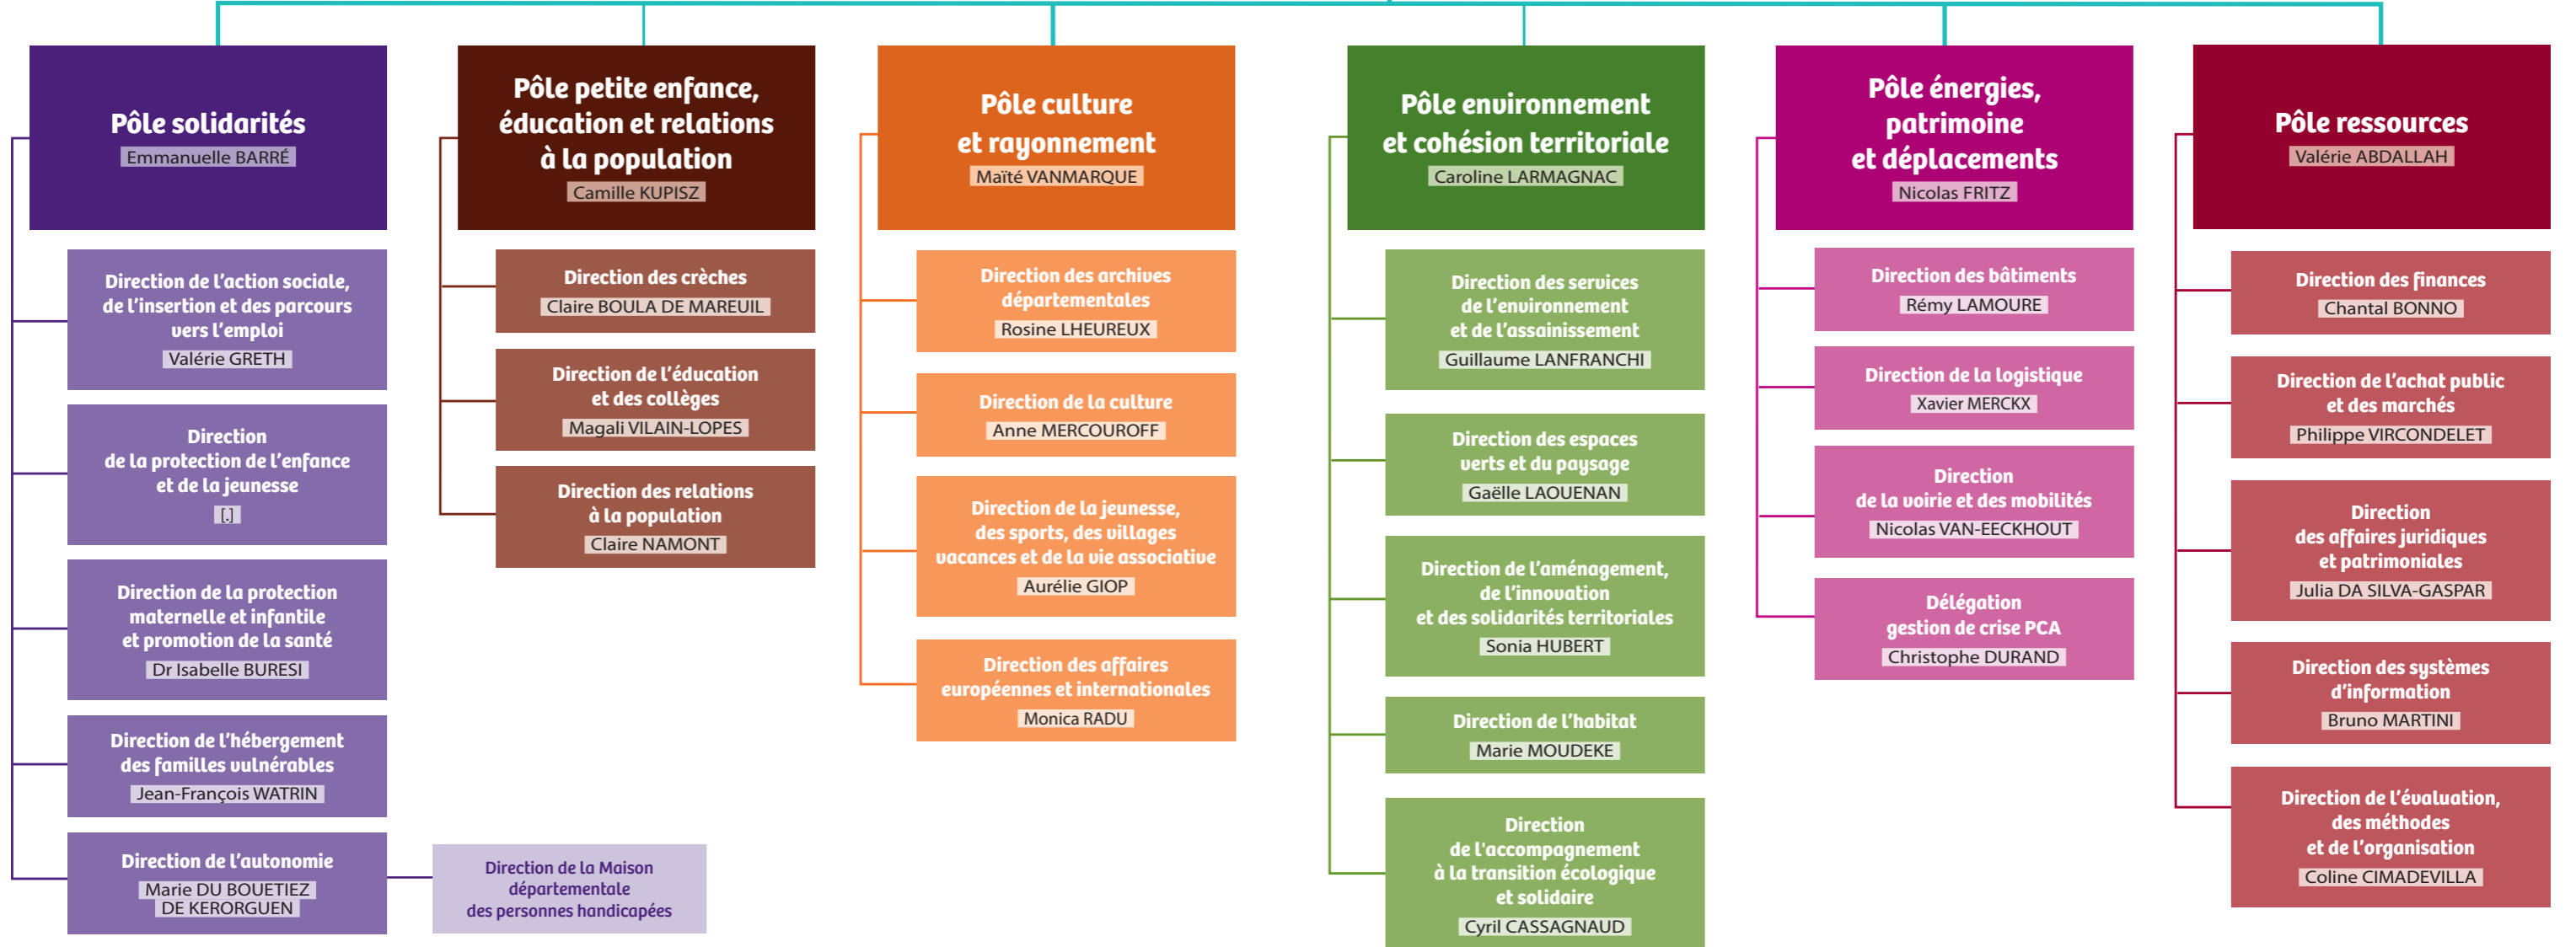 Pôle solidarités
Emmanuelle BARRÉ
Direction de l’action sociale,
de l’insertion et des parcours
vers l’emploi
Valérie GRETH
Direction
de la protection de l’enfance
et de la jeunesse
[.]
Direction de la protection
maternelle et infantile
et promotion de la santé
Dr Isabelle BURESI
Direction de l’hébergement
des familles vulnérables
Jean-François WATRIN
Direction de l’autonomie
Marie DU BOUETIEZ
DE KERORGUEN
Direction de la Maison
départementale
des personnes handicapées
Pôle petite enfance,
éducation et relations
à la population
Camille KUPISZ
Direction des crèches
Claire BOULA DE MAREUIL
Direction de l’éducation
et des collèges
Magali VILAIN-LOPES
Direction des relations
à la population
Claire NAMONT
Pôle culture
et rayonnement
Maïté VANMARQUE
Direction des archives
départementales
Rosine LHEUREUX
Direction de la culture
Anne MERCOUROFF
Direction de la jeunesse,
des sports, des villages
vacances et de la vie associative
Aurélie GIOP
Direction des affaires
européennes et internationales
Monica RADU
Pôle environnement
et cohésion territoriale
Caroline LARMAGNAC
Direction des services
de l’environnement
et de l’assainissement
Guillaume LANFRANCHI
Direction des espaces
verts et du paysage
Gaëlle LAOUENAN
Direction de l’aménagement,
de l’innovation
et des solidarités territoriales
Sonia HUBERT
Direction de l’habitat
Marie MOUDEKE
Direction
de l'accompagnement
à la transition écologique
et solidaire
Cyril CASSAGNAUD
Pôle énergies,
patrimoine
et déplacements
Nicolas FRITZ
Direction des bâtiments
Rémy LAMOURE
Direction de la logistique
Xavier MERCKX
Direction
de la voirie et des mobilités
Nicolas VAN-EECKHOUT
Délégation
gestion de crise PCA
Christophe DURAND
Pôle ressources
Valérie ABDALLAH
Direction des finances
Chantal BONNO
Direction de l’achat public
et des marchés
Philippe VIRCONDELET
Direction
des affaires juridiques
et patrimoniales
Julia DA SILVA-GASPAR
Direction des systèmes
d’information
Bruno MARTINI
Direction de l’évaluation,
des méthodes
et de l’organisation
Coline CIMADEVILLA